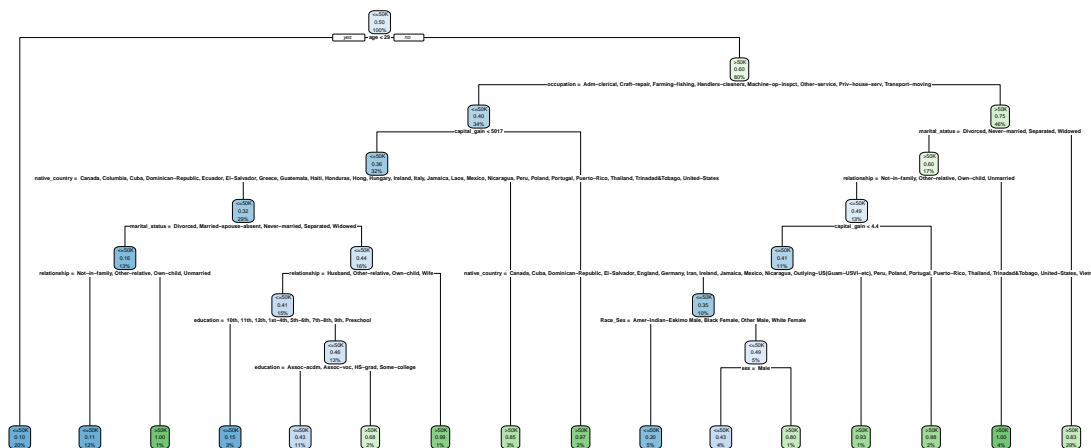 <=50K
0.50
100%
yes age < 29 no
>50K
0.60
80%
occupation = Adm-clerical, Craft-repair, Farming-fishing, Handlers-cleaners, Machine-op-inspct, Other-service, Priv-house-serv, Transport-moving
<=50K
0.40
34%
>50K
0.75
46%
capital_gain < 5017
marital_status = Divorced, Never-married, Separated, Widowed
<=50K
0.36
32%
>50K
0.60
17%
native_country = Canada, Columbia, Cuba, Dominican-Republic, Ecuador, El-Salvador, Greece, Guatemala, Haiti, Honduras, Hong, Hungary, Ireland, Italy, Jamaica, Laos, Mexico, Nicaragua, Peru, Poland, Portugal, Puerto-Rico, Thailand, Trinadad&Tobago, United-States
relationship = Not-in-family, Other-relative, Own-child, Unmarried
<=50K
0.32
29%
<=50K
0.49
13%
marital_status = Divorced, Married-spouse-absent, Never-married, Separated, Widowed
capital_gain < 4.4
<=50K
0.16
13%
<=50K
0.44
16%
<=50K
0.41
11%
relationship = Not-in-family, Other-relative, Own-child, Unmarried
relationship = Husband, Other-relative, Own-child, Wife
native_country = Canada, Cuba, Dominican-Republic, El-Salvador, England, Germany, Iran, Ireland, Jamaica, Mexico, Nicaragua, Outlying-US(Guam-USVI-etc), Peru, Poland, Portugal, Puerto-Rico, Thailand, Trinadad&Tobago, United-States, Vietn
<=50K
0.41
15%
<=50K
0.35
10%
education = 10th, 11th, 12th, 1st-4th, 5th-6th, 7th-8th, 9th, Preschool
Race_Sex = Amer-Indian-Eskimo Male, Black Female, Other Male, White Female
<=50K
0.46
13%
<=50K
0.49
5%
education = Assoc-acdm, Assoc-voc, HS-grad, Some-college
sex = Male
<=50K
0.10
20%
<=50K
0.11
12%
>50K
1.00
1%
<=50K
0.15
3%
<=50K
0.43
11%
>50K
0.68
2%
>50K
0.99
1%
>50K
0.85
3%
>50K
0.97
2%
<=50K
0.20
5%
<=50K
0.43
4%
>50K
0.80
1%
>50K
0.93
1%
>50K
0.88
2%
>50K
1.00
4%
>50K
0.83
29%